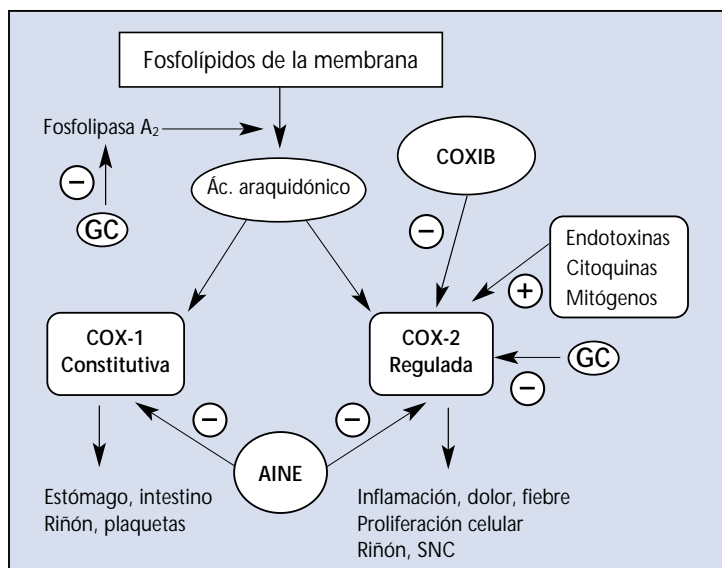 Fosfolípidos de la membrana
Fosfolipasa A₂
COXIB
−
Ác. araquidónico
GC
−
Endotoxinas
Citoquinas
Mitógenos
+
COX-1
Constitutiva
COX-2
Regulada
GC
−
−
−
AINE
Estómago, intestino
Riñón, plaquetas
Inflamación, dolor, fiebre
Proliferación celular
Riñón, SNC